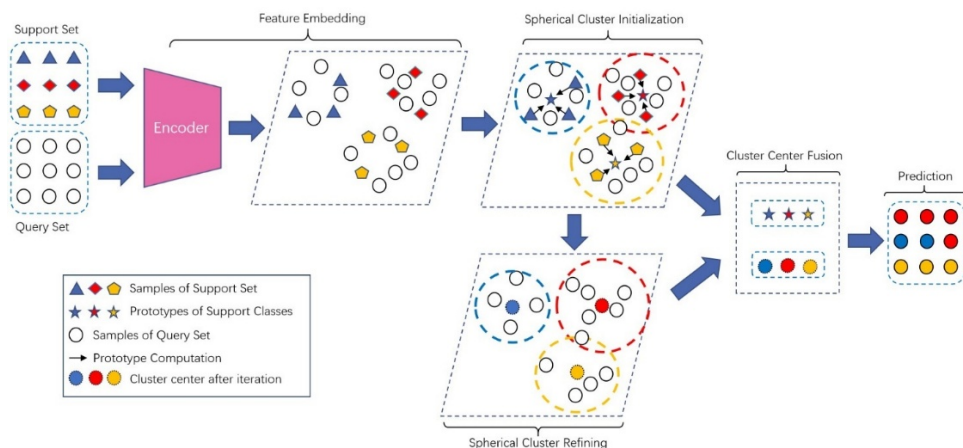 Feature Embedding
Spherical Cluster Initialization
Support Set
Encoder
Query Set
Cluster Center Fusion
Prediction
Samples of Support Set
Prototypes of Support Classes
Samples of Query Set
Prototype Computation
Cluster center after iteration
Spherical Cluster Refining